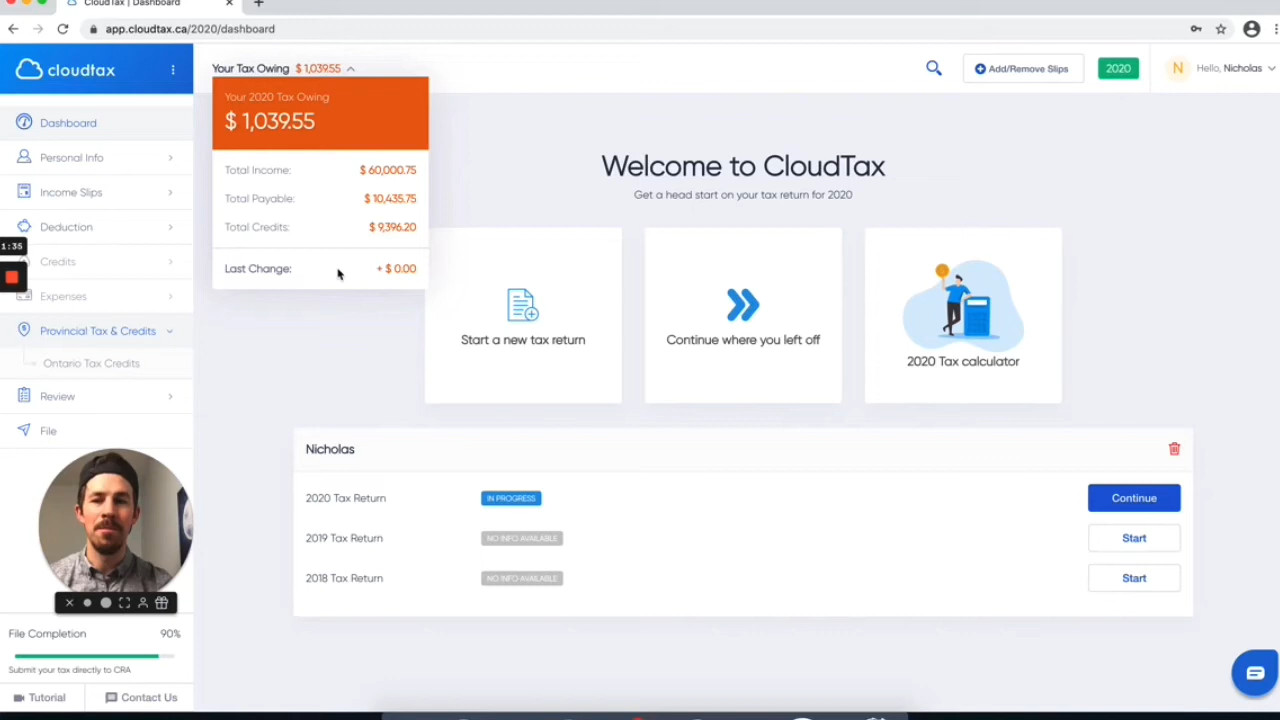 CloudTax | Dashboard
app.cloudtax.ca/2020/dashboard
cloudtax
Your Tax Owing $ 1,039.55
Add/Remove Slips
2020
N
Hello, Nicholas
Your 2020 Tax Owing
$ 1,039.55
Total Income: $ 60,000.75
Total Payable: $ 10,435.75
Total Credits: $ 9,396.20
Last Change: + $ 0.00
Dashboard
Personal Info
Income Slips
Deduction
1:35
Credits
Expenses
Provincial Tax & Credits
Ontario Tax Credits
Review
File
Welcome to CloudTax
Get a head start on your tax return for 2020
Start a new tax return
Continue where you left off
2020 Tax calculator
Nicholas
2020 Tax Return IN PROGRESS Continue
2019 Tax Return NO INFO AVAILABLE Start
2018 Tax Return NO INFO AVAILABLE Start
File Completion 90%
Submit your tax directly to CRA
Tutorial
Contact Us